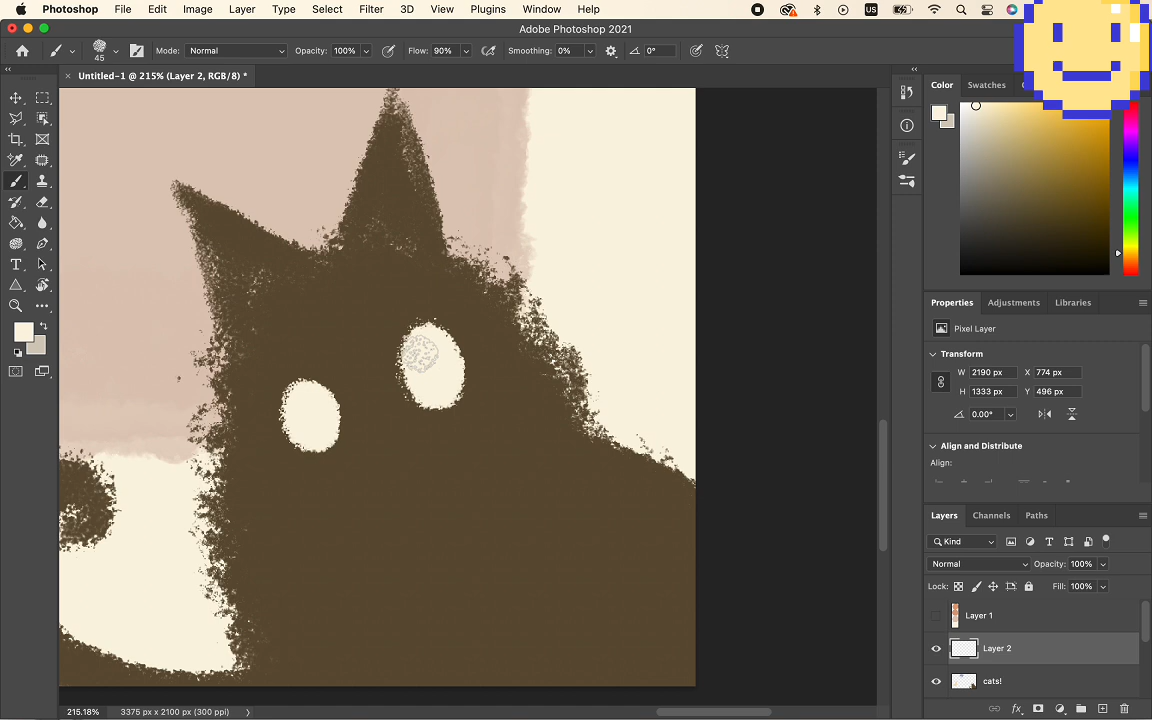 Photoshop File Edit Image Layer Type Select Filter 3D View Plugins Window Help US
Adobe Photoshop 2021
45 Mode: Normal Opacity: 100% Flow: 90% Smoothing: 0% 0°
× Untitled-1 @ 215% (Layer 2, RGB/8) *
Color Swatches
Properties Adjustments Libraries
Pixel Layer
Transform
W 2190 px X 774 px
H 1333 px Y 496 px
0.00°
Align and Distribute
Align:
Layers Channels Paths
Kind
Normal Opacity: 100%
Lock: Fill: 100%
Layer 1
Layer 2
cats!
fx
215.18% 3375 px x 2100 px (300 ppi)